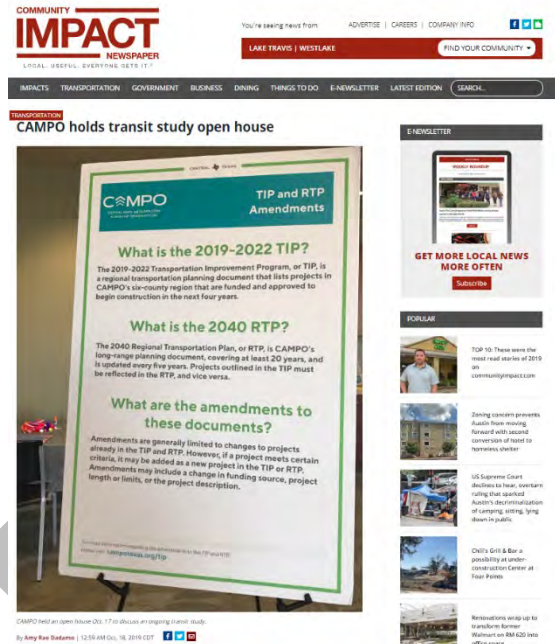 COMMUNITY
IMPACT
NEWSPAPER
LOCAL. USEFUL. EVERYONE GETS IT.®
You're seeing news from
ADVERTISE | CAREERS | COMPANY INFO
LAKE TRAVIS | WESTLAKE
FIND YOUR COMMUNITY
IMPACTS TRANSPORTATION GOVERNMENT BUSINESS DINING THINGS TO DO E-NEWSLETTER LATEST EDITION SEARCH...
TRANSPORTATION
CAMPO holds transit study open house
CENTRAL TEXAS
CAMPO
TIP and RTP
Amendments
What is the 2019-2022 TIP?
The 2019-2022 Transportation Improvement Program, or TIP, is
a regional transportation planning document that lists projects in
CAMPO's six-county region that are funded and approved to
begin construction in the next four years.
What is the 2040 RTP?
The 2040 Regional Transportation Plan, or RTP, is CAMPO's
long-range planning document, covering at least 20 years, and
is updated every five years. Projects outlined in the TIP must
be reflected in the RTP, and vice versa.
What are the amendments to
these documents?
Amendments are generally limited to changes to projects
already in the TIP and RTP. However, if a project meets certain
criteria, it may be added as a new project in the TIP or RTP.
Amendments may include a change in funding source, project
length or limits, or the project description.
campotexas.org/tip
CAMPO held an open house Oct. 17 to discuss an ongoing transit study.
By Amy Rae Dadamo | 12:59 AM Oct. 18, 2019 CDT
E-NEWSLETTER
WEEKLY ROUNDUP
GET MORE LOCAL NEWS
MORE OFTEN
Subscribe
POPULAR
TOP 10: These were the
most read stories of 2019
on
communityimpact.com
Zoning concern prevents
Austin from moving
forward with second
conversion of hotel to
homeless shelter
US Supreme Court
declines to hear, overturn
ruling that sparked
Austin's decriminalization
of camping, sitting, lying
down in public
Chili's Grill & Bar a
possibility at under-
construction Center at
Four Points
Renovations wrap up to
transform former
Walmart on RM 620 into
office space